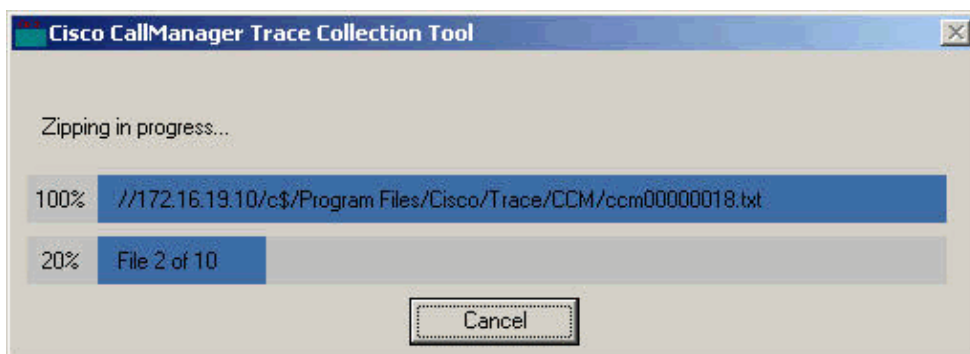 Cisco CallManager Trace Collection Tool
Zipping in progress...
100% //172.16.19.10/c$/Program Files/Cisco/Trace/CCM/ccm00000018.txt
20% File 2 of 10
Cancel